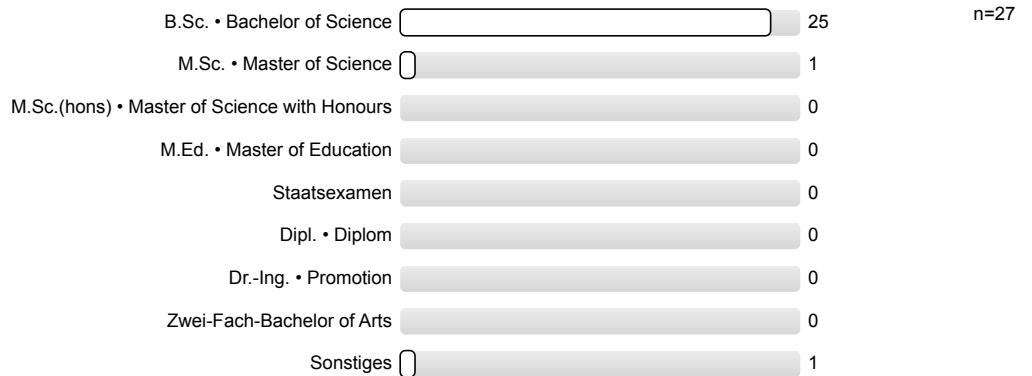 B.Sc. • Bachelor of Science 25 n=27
M.Sc. • Master of Science 1
M.Sc.(hons) • Master of Science with Honours 0
M.Ed. • Master of Education 0
Staatsexamen 0
Dipl. • Diplom 0
Dr.-Ing. • Promotion 0
Zwei-Fach-Bachelor of Arts 0
Sonstiges 1